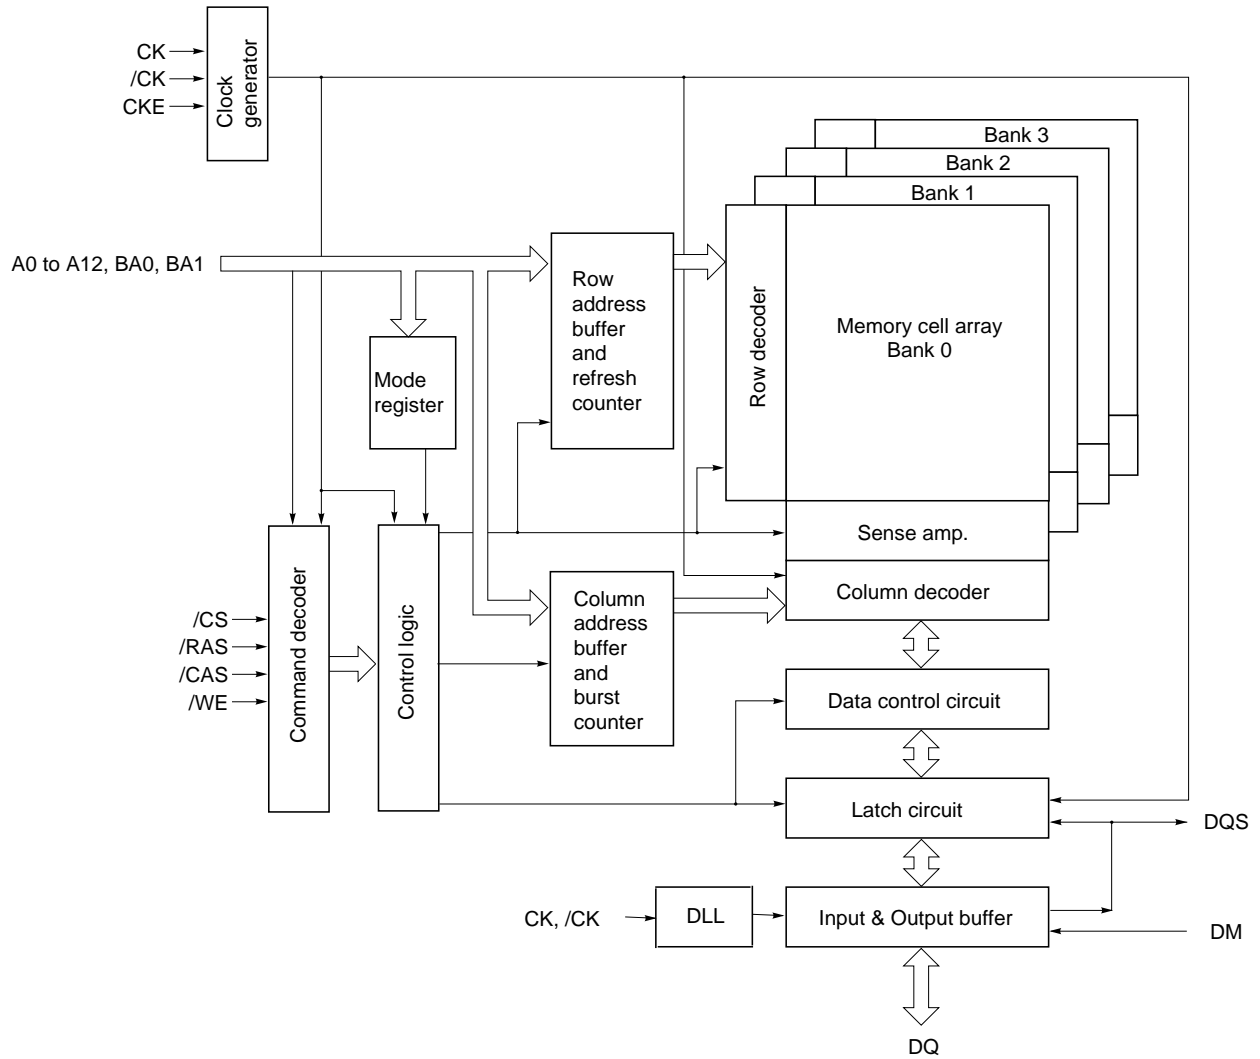 CK
/CK
CKE
Clock
generator
Bank 3
Bank 2
Bank 1
A0 to A12, BA0, BA1
Row
address
buffer
and
refresh
counter
Row decoder
Memory cell array
Bank 0
Mode
register
Sense amp.
Column decoder
Command decoder
Control logic
/CS
/RAS
/CAS
/WE
Column
address
buffer
and
burst
counter
Data control circuit
Latch circuit
DQS
CK, /CK
DLL
Input & Output buffer
DM
DQ